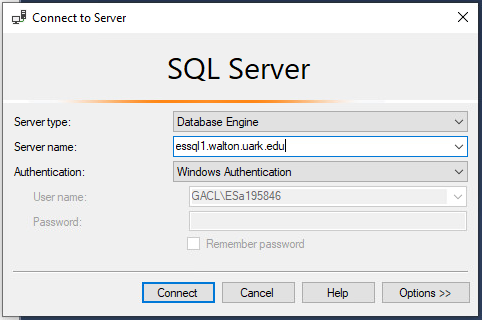 Connect to Server
SQL Server
Server type: Database Engine
Server name: essql1.walton.uark.edu
Authentication: Windows Authentication
User name: GACL\ESa195846
Password:
Remember password
Connect Cancel Help Options >>